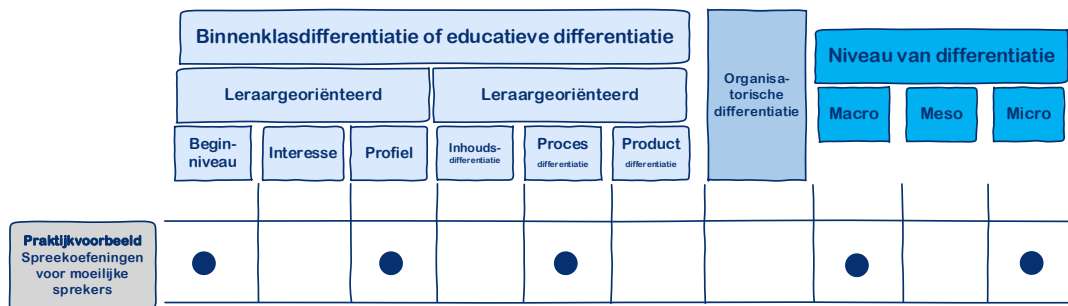 Binnenklasdifferentiatie of educatieve differentiatie
Leraargeoriënteerd
Leraargeoriënteerd
Begin-
niveau
Interesse
Profiel
Inhouds-
differentiatie
Proces
differentiatie
Product
differentiatie
Organisa-
torische
differentiatie
Niveau van differentiatie
Macro
Meso
Micro
Praktijkvoorbeeld
Spreekoefeningen
voor moeilijke
sprekers